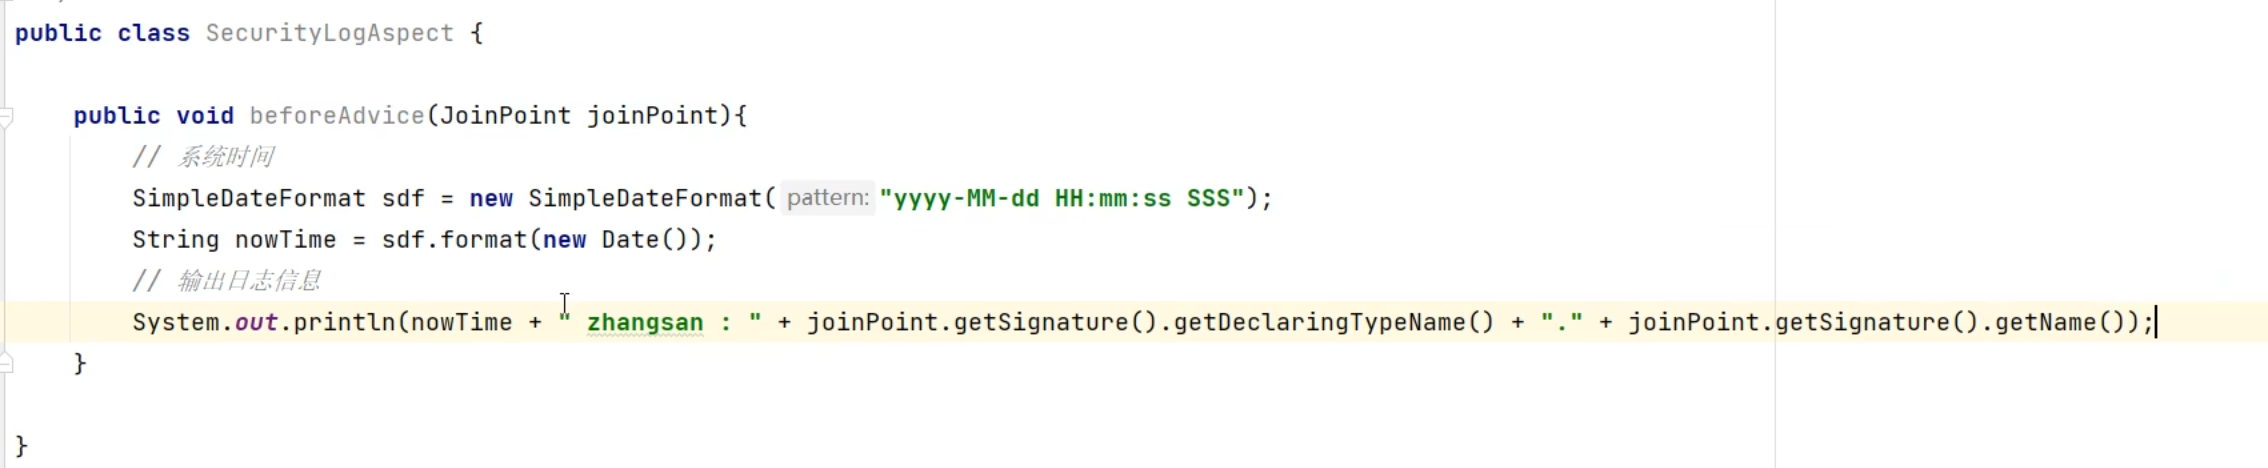 public class SecurityLogAspect {
public void beforeAdvice(JoinPoint joinPoint){
// 系统时间
SimpleDateFormat sdf = new SimpleDateFormat( pattern: "yyyy-MM-dd HH:mm:ss SSS");
String nowTime = sdf.format(new Date());
// 输出日志信息
System.out.println(nowTime + " zhangsan : " + joinPoint.getSignature().getDeclaringTypeName() + "." + joinPoint.getSignature().getName());
}
}